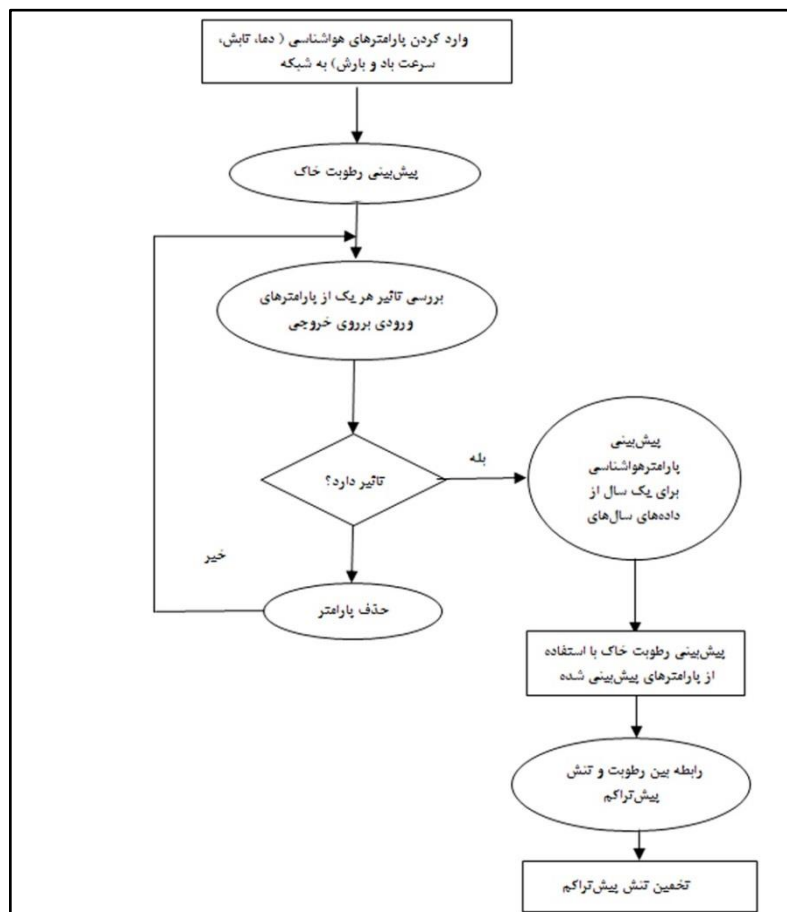 وارد کردن پارامترهای هواشناسی ( دما، تابش،
سرعت باد و بارش) به شبکه
پیش‌بینی رطوبت خاک
بررسی تاثیر هر یک از پارامترهای
ورودی برروی خروجی
تاثیر دارد؟
بله
پیش‌بینی
پارامترهواشناسی
برای یک سال از
داده‌های سال‌های
خیر
حذف پارامتر
پیش‌بینی رطوبت خاک با استفاده
از پارامترهای پیش‌بینی شده
رابطه بین رطوبت و تنش
پیش‌تراکم
تخمین تنش پیش‌تراکم